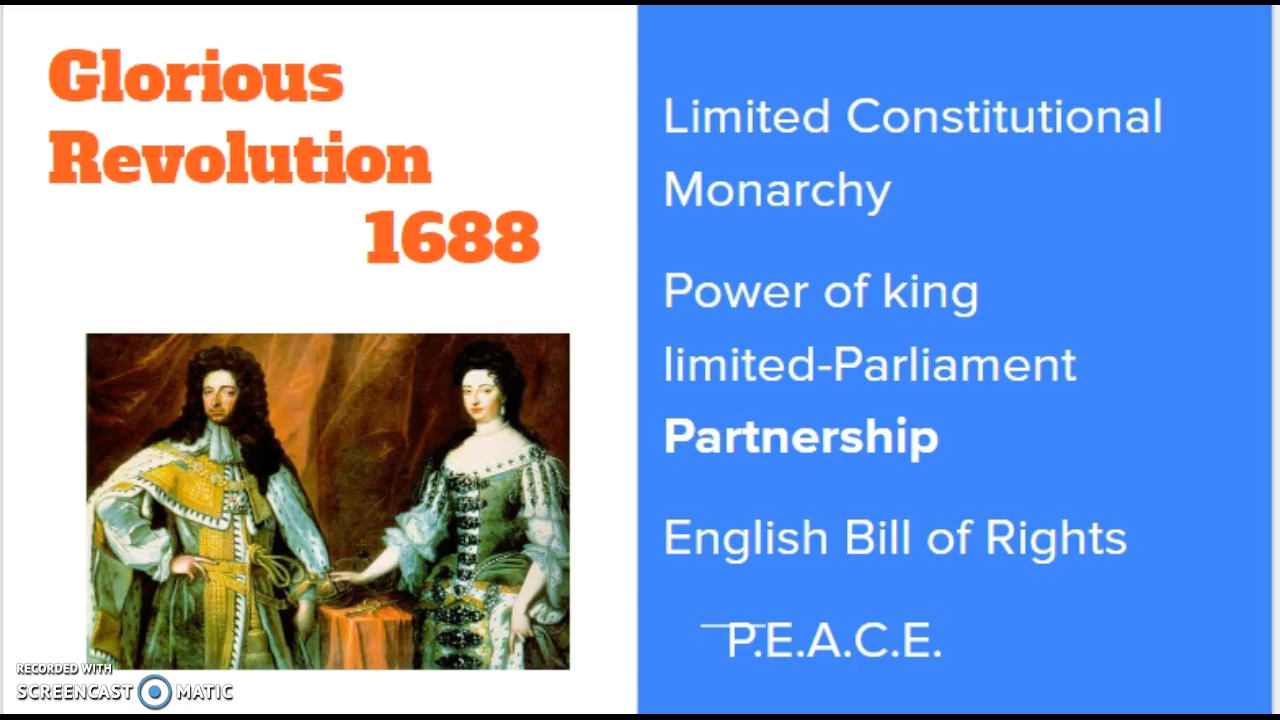 Glorious
Revolution
1688
Limited Constitutional
Monarchy
Power of king
limited-Parliament
Partnership
English Bill of Rights
P.E.A.C.E.
RECORDED WITH
SCREENCAST MATIC